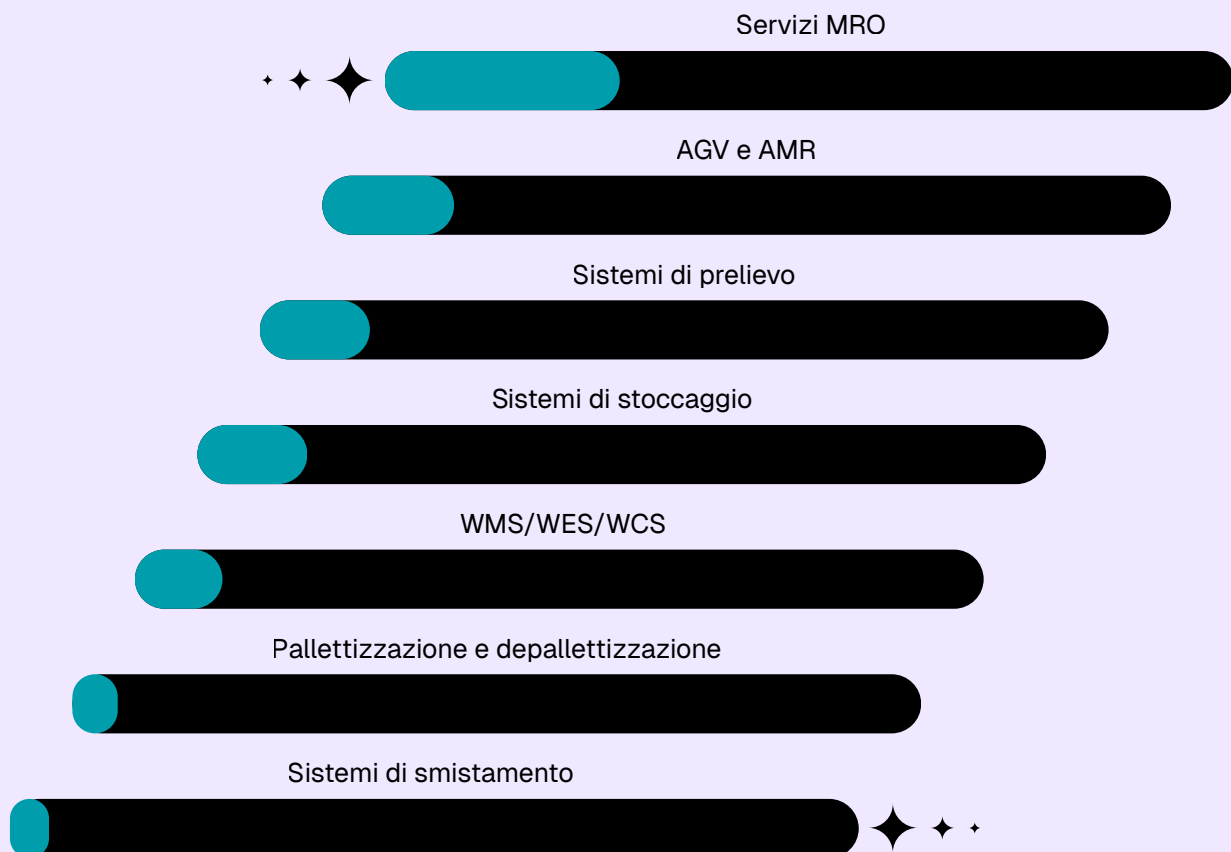 Servizi MRO
AGV e AMR
Sistemi di prelievo
Sistemi di stoccaggio
WMS/WES/WCS
Pallettizzazione e depallettizzazione
Sistemi di smistamento